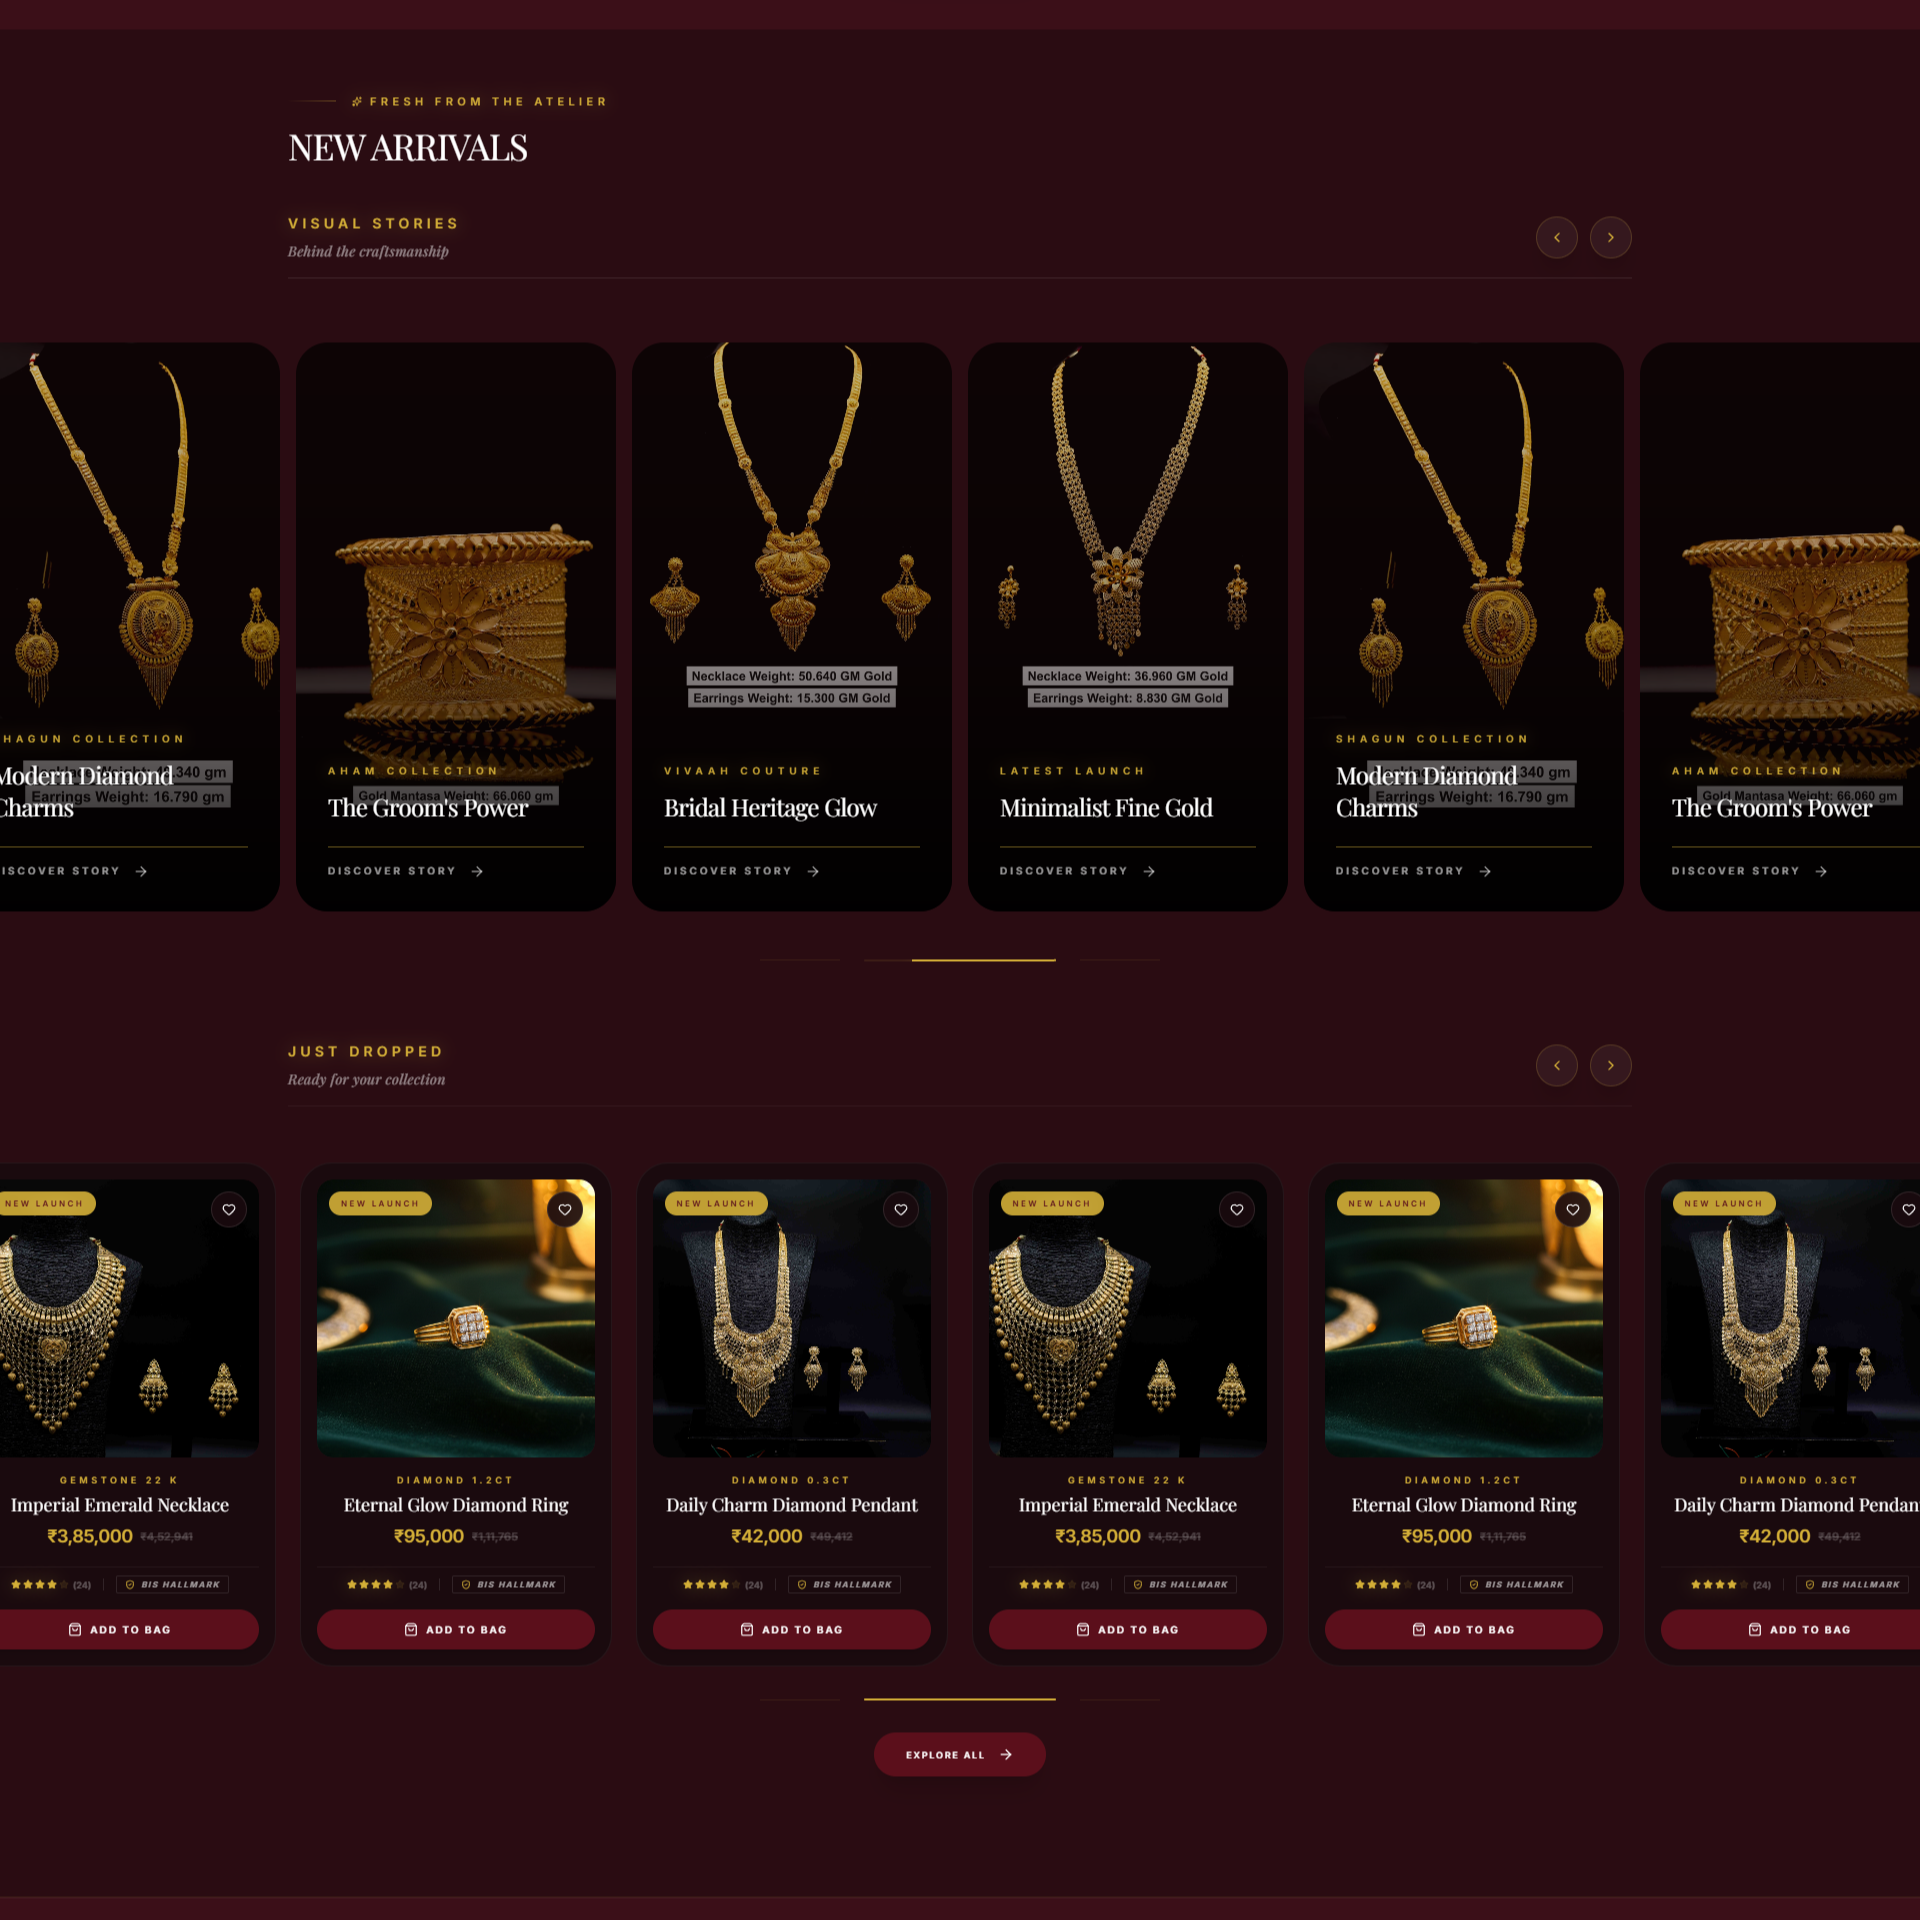 FRESH FROM THE ATELIER
NEW ARRIVALS
VISUAL STORIES
Behind the craftsmanship
HAGUN COLLECTION
Modern Diamond
Charms
340 gm
Earrings Weight: 16.790 gm
ISCOVER STORY
AHAM COLLECTION
Gold Mantasa Weight: 66.060 gm
The Groom's Power
DISCOVER STORY
Necklace Weight: 50.640 GM Gold
Earrings Weight: 15.300 GM Gold
VIVAAH COUTURE
Bridal Heritage Glow
DISCOVER STORY
Necklace Weight: 36.960 GM Gold
Earrings Weight: 8.830 GM Gold
LATEST LAUNCH
Minimalist Fine Gold
DISCOVER STORY
SHAGUN COLLECTION
Modern Diamond
Charms
340 gm
Earrings Weight: 16.790 gm
DISCOVER STORY
AHAM COLLECTION
Gold Mantasa Weight: 66.060 gm
The Groom's Power
DISCOVER STORY
JUST DROPPED
Ready for your collection
NEW LAUNCH
GEMSTONE 22 K
Imperial Emerald Necklace
₹3,85,000 ₹4,52,941
(24) BIS HALLMARK
ADD TO BAG
NEW LAUNCH
DIAMOND 1.2CT
Eternal Glow Diamond Ring
₹95,000 ₹1,11,765
(24) BIS HALLMARK
ADD TO BAG
NEW LAUNCH
DIAMOND 0.3CT
Daily Charm Diamond Pendant
₹42,000 ₹49,412
(24) BIS HALLMARK
ADD TO BAG
NEW LAUNCH
GEMSTONE 22 K
Imperial Emerald Necklace
₹3,85,000 ₹4,52,941
(24) BIS HALLMARK
ADD TO BAG
NEW LAUNCH
DIAMOND 1.2CT
Eternal Glow Diamond Ring
₹95,000 ₹1,11,765
(24) BIS HALLMARK
ADD TO BAG
NEW LAUNCH
DIAMOND 0.3CT
Daily Charm Diamond Pendan
₹42,000 ₹49,412
(24) BIS HALLMARK
ADD TO BAG
EXPLORE ALL